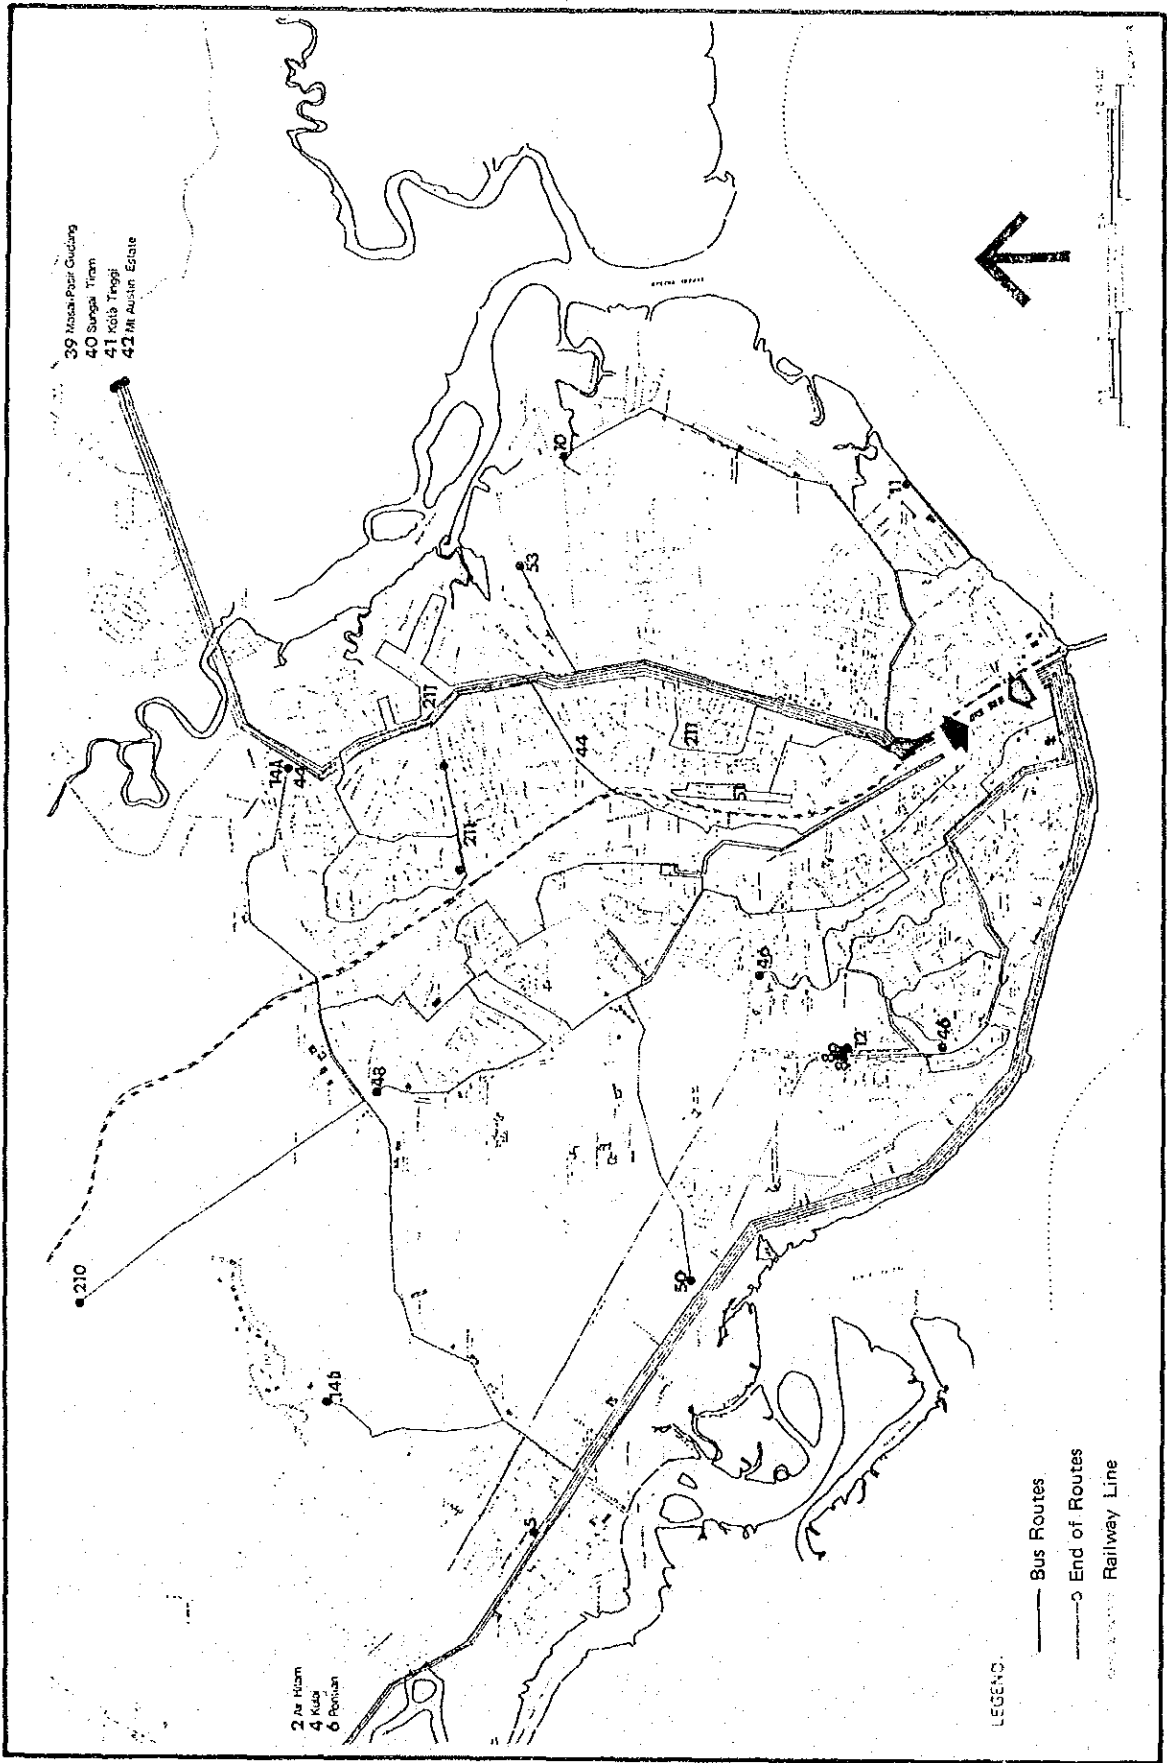 39 Masai-Pasir Gudang
40 Sungai Tiram
41 Kota Tinggi
42 Mt Austin Estate
10
53
11
211
14A
44
44
211
211
51
46
48
12
46
210
50
14b
5
2 Air Hitam
4 Kulai
6 Pontian
LEGEND.
Bus Routes
End of Routes
Railway Line